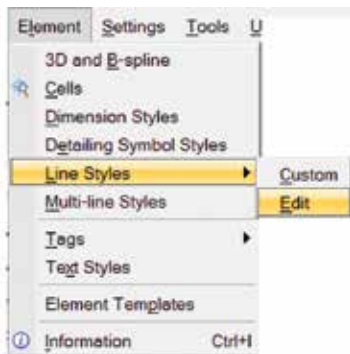 Element Settings Tools U
3D and B-spline
Cells
Dimension Styles
Detailing Symbol Styles
Line Styles
Custom
Multi-line Styles
Edit
Tags
Text Styles
Element Templates
Information Ctrl+I